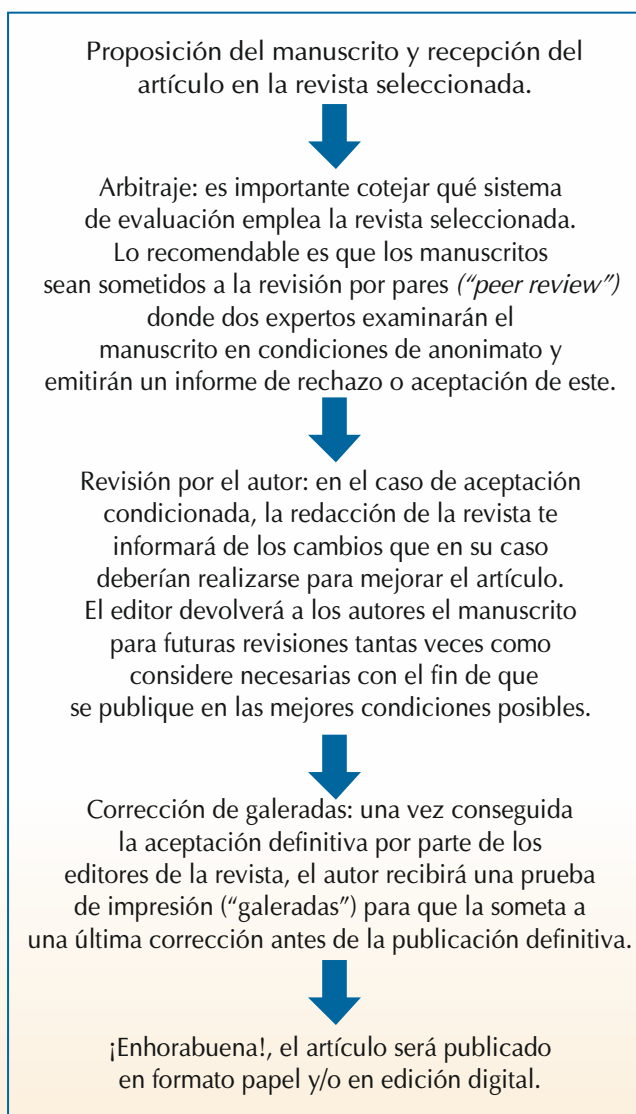 Proposición del manuscrito y recepción del
artículo en la revista seleccionada.
Arbitraje: es importante cotejar qué sistema
de evaluación emplea la revista seleccionada.
Lo recomendable es que los manuscritos
sean sometidos a la revisión por pares (“peer review”)
donde dos expertos examinarán el
manuscrito en condiciones de anonimato y
emitirán un informe de rechazo o aceptación de este.
Revisión por el autor: en el caso de aceptación
condicionada, la redacción de la revista te
informará de los cambios que en su caso
deberían realizarse para mejorar el artículo.
El editor devolverá a los autores el manuscrito
para futuras revisiones tantas veces como
considere necesarias con el fin de que
se publique en las mejores condiciones posibles.
Corrección de galeradas: una vez conseguida
la aceptación definitiva por parte de los
editores de la revista, el autor recibirá una prueba
de impresión (“galeradas”) para que la someta a
una última corrección antes de la publicación definitiva.
¡Enhorabuena!, el artículo será publicado
en formato papel y/o en edición digital.